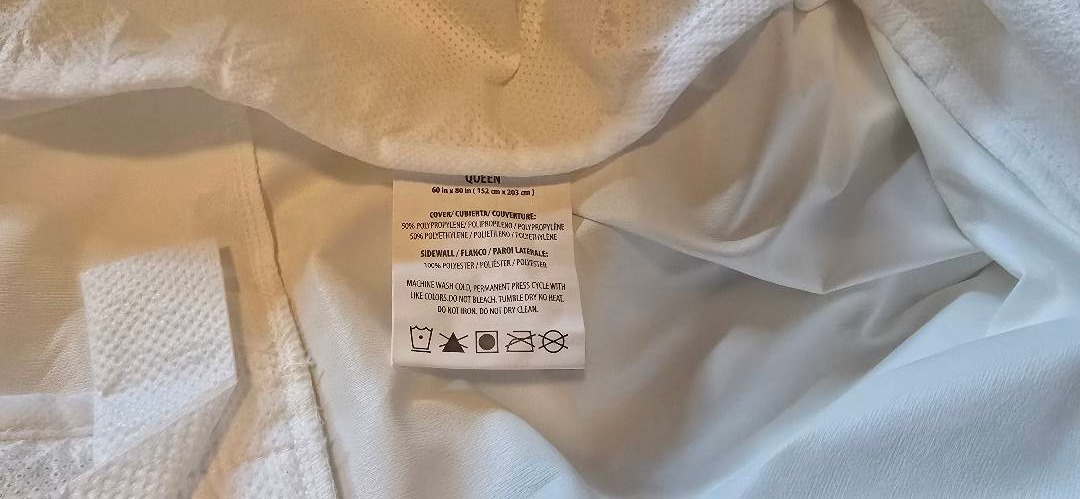 QUEEN
60 in x 80 in ( 152 cm x 203 cm )
COVER/ CUBIERTA/ COUVERTURE:
50% POLYPROPYLENE/ POLIPROPILENO / POLYPROPYLÈNE
50% POLYETHYLENE / POLIETILENO / POLYÉTHYLÈNE
SIDEWALL / FLANCO / PAROI LATERALE:
100% POLYESTER / POLIÉSTER / POLYESTER.
MACHINE WASH COLD, PERMANENT PRESS CYCLE WITH
LIKE COLORS.DO NOT BLEACH. TUMBLE DRY NO HEAT.
DO NOT IRON. DO NOT DRY CLEAN.